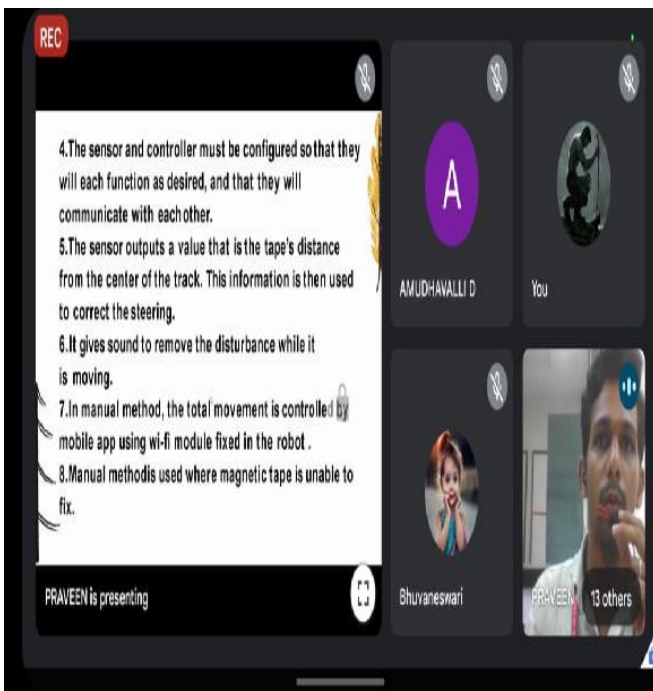 REC
4.The sensor and controller must be configured so that they
will each function as desired, and that they will
communicate with each other.
5.The sensor outputs a value that is the tape's distance
from the center of the track. This information is then used
to correct the steering.
6.It gives sound to remove the disturbance while it
is moving.
7.In manual method, the total movement is controlled by
mobile app using wi-fi module fixed in the robot .
8.Manual methodis used where magnetic tape is unable to
fix.
PRAVEEN is presenting
A
AMUDHAVALLI D
You
Bhuvaneswari
PRAVEEN
13 others